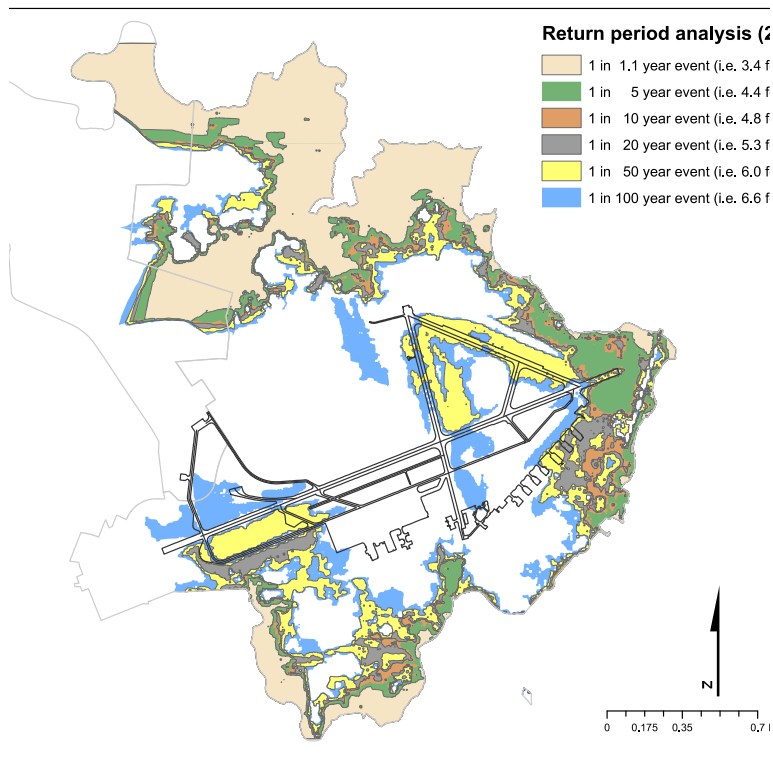 Return period analysis (2
1 in 1.1 year event (i.e. 3.4 f
1 in 5 year event (i.e. 4.4 f
1 in 10 year event (i.e. 4.8 f
1 in 20 year event (i.e. 5.3 f
1 in 50 year event (i.e. 6.0 f
1 in 100 year event (i.e. 6.6 f
N
0 0.175 0.35 0.7